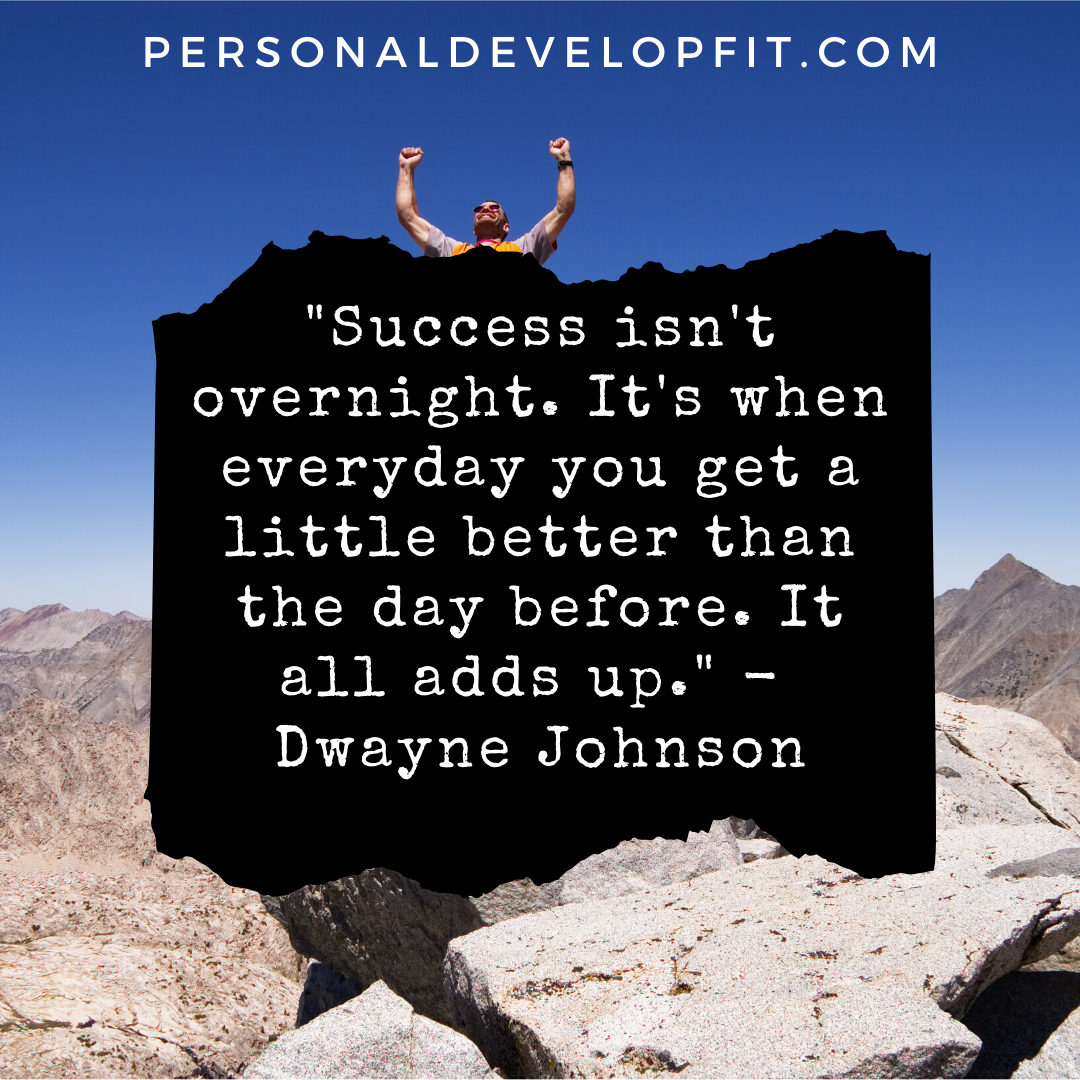 PERSONALDEVELOPFIT.COM
"Success isn't
overnight. It's when
everyday you get a
little better than
the day before. It
all adds up." -
Dwayne Johnson